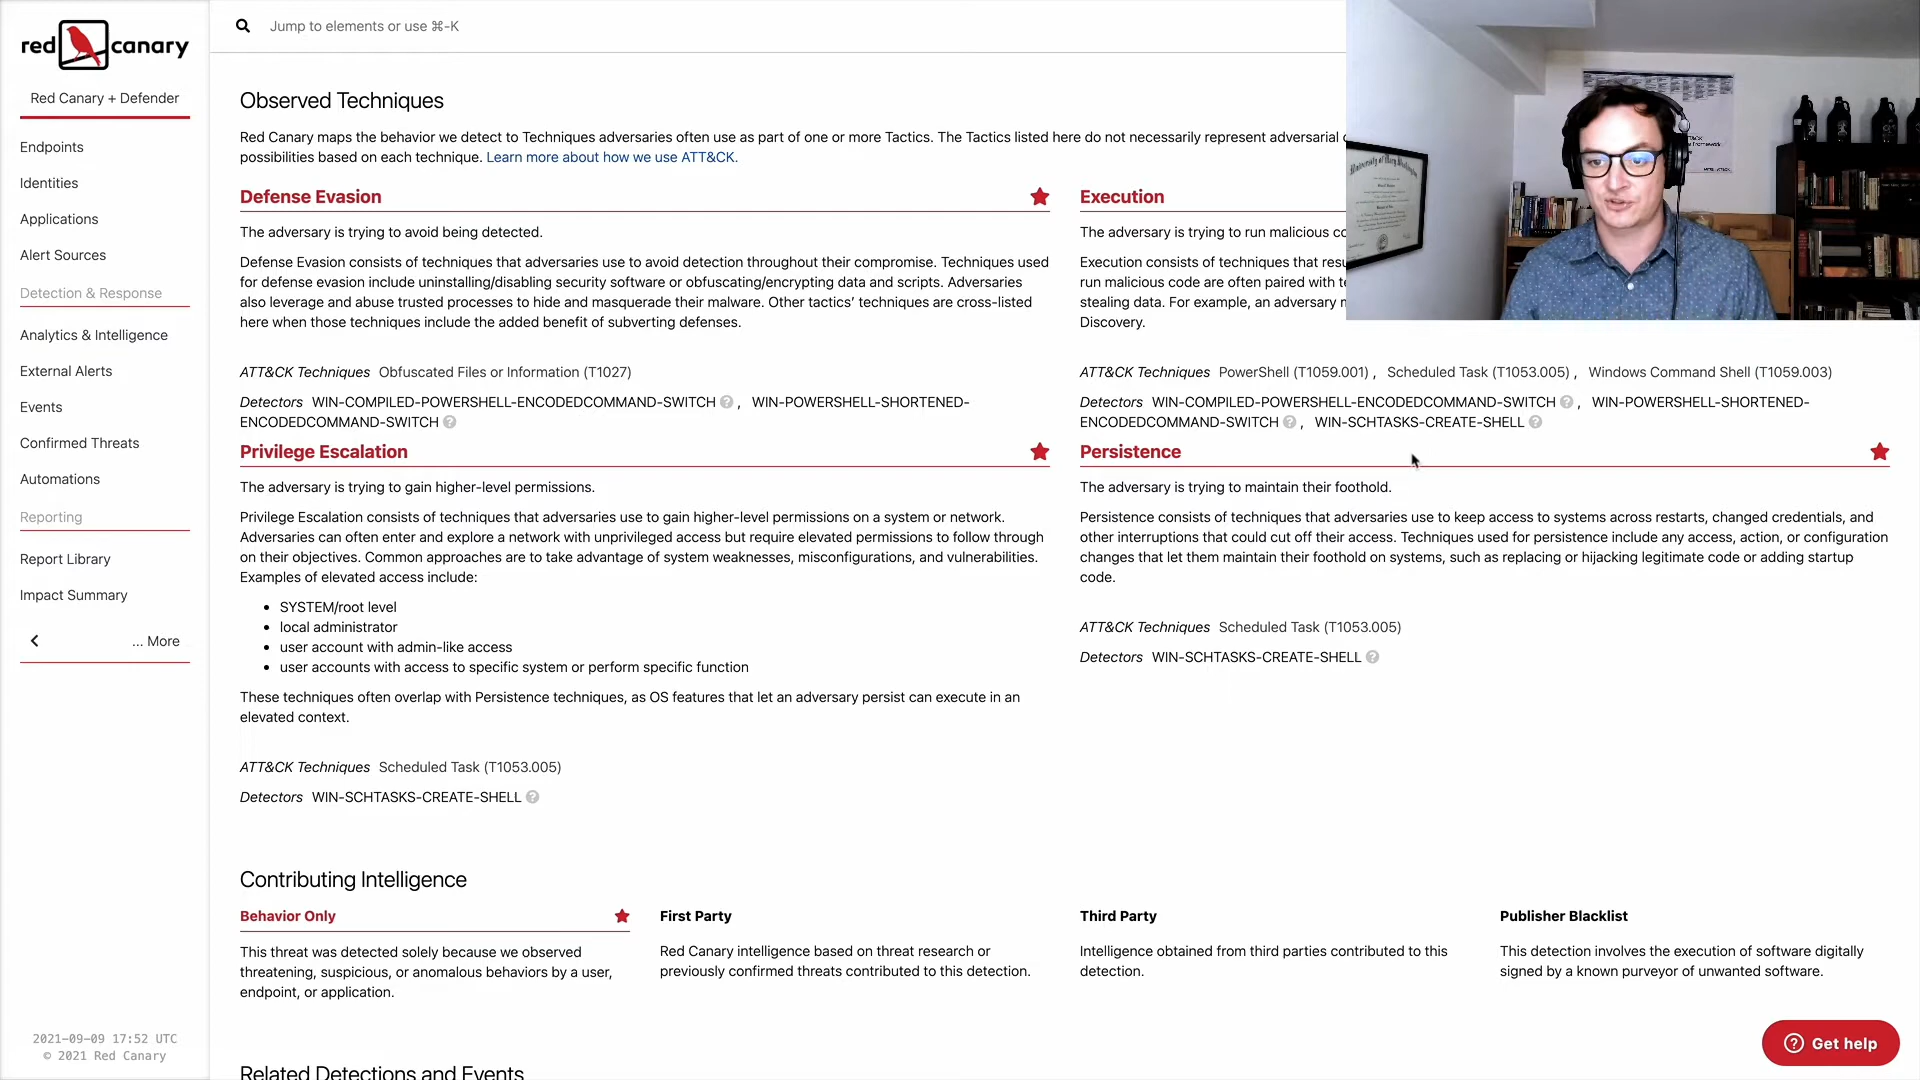 red canary
Red Canary + Defender
Endpoints
Identities
Applications
Alert Sources
Detection & Response
Analytics & Intelligence
External Alerts
Events
Confirmed Threats
Automations
Reporting
Report Library
Impact Summary
... More
2021-09-09 17:52 UTC
© 2021 Red Canary
Jump to elements or use ⌘-K
Observed Techniques
Red Canary maps the behavior we detect to Techniques adversaries often use as part of one or more Tactics. The Tactics listed here do not necessarily represent adversarial
possibilities based on each technique. Learn more about how we use ATT&CK.
Defense Evasion
The adversary is trying to avoid being detected.
Defense Evasion consists of techniques that adversaries use to avoid detection throughout their compromise. Techniques used
for defense evasion include uninstalling/disabling security software or obfuscating/encrypting data and scripts. Adversaries
also leverage and abuse trusted processes to hide and masquerade their malware. Other tactics' techniques are cross-listed
here when those techniques include the added benefit of subverting defenses.
ATT&CK Techniques Obfuscated Files or Information (T1027)
Detectors WIN-COMPILED-POWERSHELL-ENCODEDCOMMAND-SWITCH ? , WIN-POWERSHELL-SHORTENED-
ENCODEDCOMMAND-SWITCH ?
Execution
The adversary is trying to run malicious
Execution consists of techniques that
run malicious code are often paired with
stealing data. For example, an adversary
Discovery.
ATT&CK Techniques PowerShell (T1059.001) , Scheduled Task (T1053.005) , Windows Command Shell (T1059.003)
Detectors WIN-COMPILED-POWERSHELL-ENCODEDCOMMAND-SWITCH ? , WIN-POWERSHELL-SHORTENED-
ENCODEDCOMMAND-SWITCH ? , WIN-SCHTASKS-CREATE-SHELL ?
Privilege Escalation
The adversary is trying to gain higher-level permissions.
Privilege Escalation consists of techniques that adversaries use to gain higher-level permissions on a system or network.
Adversaries can often enter and explore a network with unprivileged access but require elevated permissions to follow through
on their objectives. Common approaches are to take advantage of system weaknesses, misconfigurations, and vulnerabilities.
Examples of elevated access include:
• SYSTEM/root level
• local administrator
• user account with admin-like access
• user accounts with access to specific system or perform specific function
These techniques often overlap with Persistence techniques, as OS features that let an adversary persist can execute in an
elevated context.
ATT&CK Techniques Scheduled Task (T1053.005)
Detectors WIN-SCHTASKS-CREATE-SHELL ?
Persistence
The adversary is trying to maintain their foothold.
Persistence consists of techniques that adversaries use to keep access to systems across restarts, changed credentials, and
other interruptions that could cut off their access. Techniques used for persistence include any access, action, or configuration
changes that let them maintain their foothold on systems, such as replacing or hijacking legitimate code or adding startup
code.
ATT&CK Techniques Scheduled Task (T1053.005)
Detectors WIN-SCHTASKS-CREATE-SHELL ?
Contributing Intelligence
Behavior Only
This threat was detected solely because we observed
threatening, suspicious, or anomalous behaviors by a user,
endpoint, or application.
First Party
Red Canary intelligence based on threat research or
previously confirmed threats contributed to this detection.
Third Party
Intelligence obtained from third parties contributed to this
detection.
Publisher Blacklist
This detection involves the execution of software digitally
signed by a known purveyor of unwanted software.
Related Detections and Events
? Get help